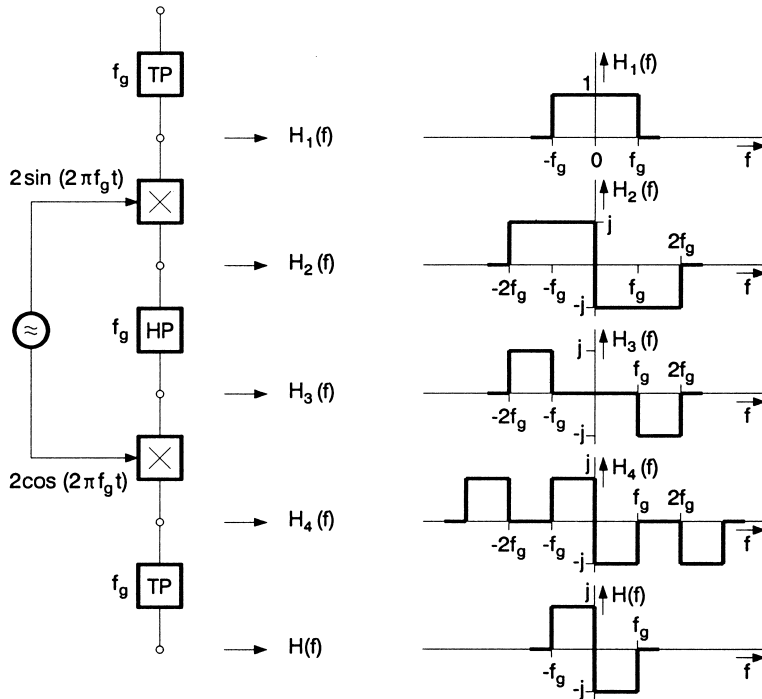 f_g TP
H_1(f)
2sin (2πf_g t)
×
H_2(f)
≈
f_g HP
H_3(f)
×
2cos (2πf_g t)
H_4(f)
f_g TP
H(f)
H_1(f)
1
-f_g 0 f_g f
H_2(f)
j
2f_g
-2f_g -f_g f_g f
-j
H_3(f)
j
f_g 2f_g
-2f_g -f_g f
-j
H_4(f)
j
f_g 2f_g
-2f_g -f_g f
-j
H(f)
j
f_g
-f_g f
-j